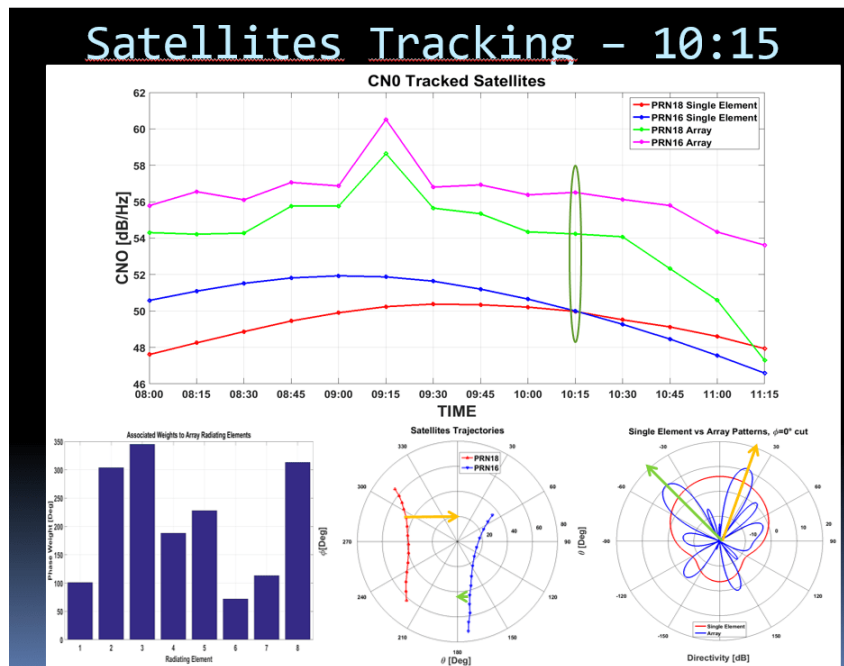 Satellites Tracking – 10:15
CN0 Tracked Satellites
62
60
58
56
54
52
50
48
46
CNO [dB/Hz]
PRN18 Single Element
PRN16 Single Element
PRN18 Array
PRN16 Array
08:00 08:15 08:30 08:45 09:00 09:15 09:30 09:45 10:00 10:15 10:30 10:45 11:00 11:15
TIME
Associated Weights to Array Radiating Elements
350
300
250
200
150
100
50
0
Phase Weight [Deg]
1 2 3 4 5 6 7 8
Radiating Element
Satellites Trajectories
PRN18
PRN16
330 30
300 60
270 20 40 60 80 90
240 120
210 150
180
ϕ[Deg]
θ [Deg]
Single Element vs Array Patterns, ϕ=0° cut
-30 30
-60 60
-90 -10 0 10 20 90
-120 120
-150 150
180
θ [Deg]
Single Element
Array
Directivity [dB]